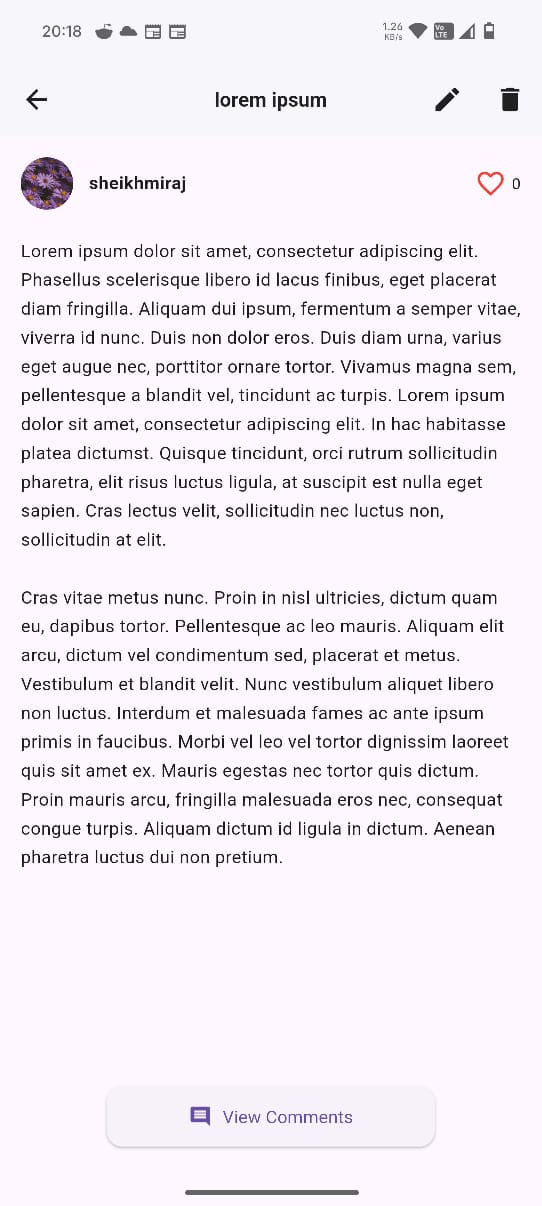 20:18
1.26
KB/s
Vo
LTE
lorem ipsum
sheikhmiraj
0
Lorem ipsum dolor sit amet, consectetur adipiscing elit.
Phasellus scelerisque libero id lacus finibus, eget placerat
diam fringilla. Aliquam dui ipsum, fermentum a semper vitae,
viverra id nunc. Duis non dolor eros. Duis diam urna, varius
eget augue nec, porttitor ornare tortor. Vivamus magna sem,
pellentesque a blandit vel, tincidunt ac turpis. Lorem ipsum
dolor sit amet, consectetur adipiscing elit. In hac habitasse
platea dictumst. Quisque tincidunt, orci rutrum sollicitudin
pharetra, elit risus luctus ligula, at suscipit est nulla eget
sapien. Cras lectus velit, sollicitudin nec luctus non,
sollicitudin at elit.
Cras vitae metus nunc. Proin in nisl ultricies, dictum quam
eu, dapibus tortor. Pellentesque ac leo mauris. Aliquam elit
arcu, dictum vel condimentum sed, placerat et metus.
Vestibulum et blandit velit. Nunc vestibulum aliquet libero
non luctus. Interdum et malesuada fames ac ante ipsum
primis in faucibus. Morbi vel leo vel tortor dignissim laoreet
quis sit amet ex. Mauris egestas nec tortor quis dictum.
Proin mauris arcu, fringilla malesuada eros nec, consequat
congue turpis. Aliquam dictum id ligula in dictum. Aenean
pharetra luctus dui non pretium.
View Comments